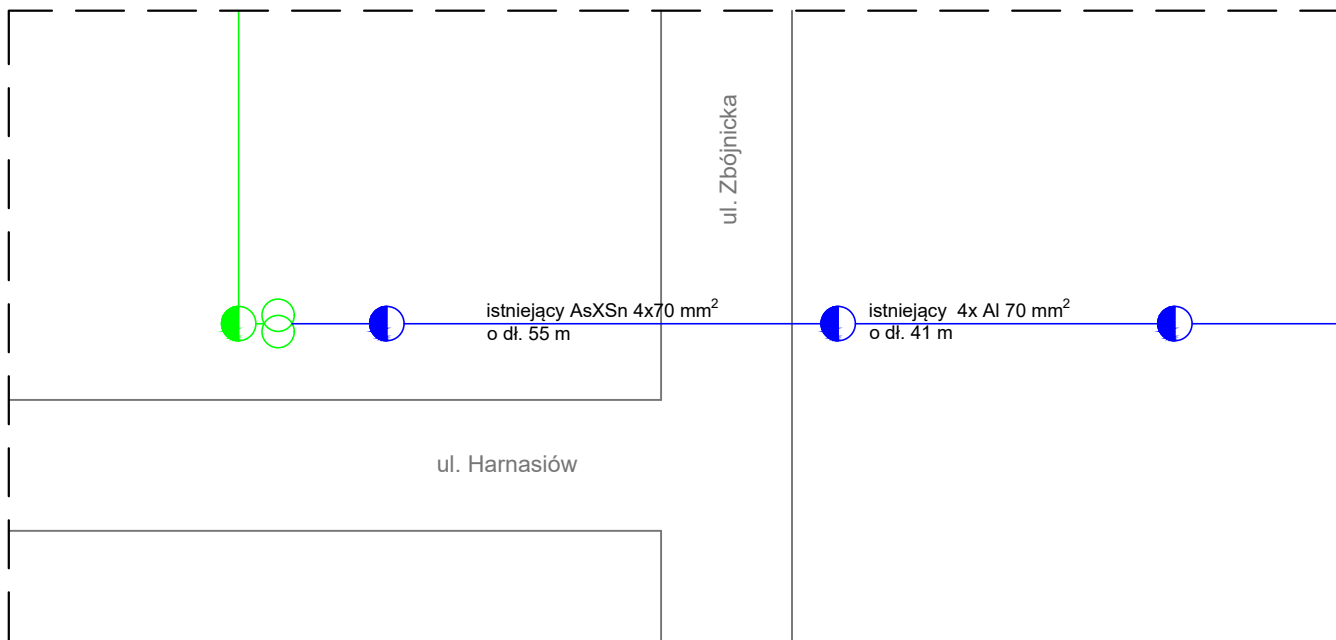 ul. Zbójnicka
istniejący AsXSn 4x70 mm²
o dł. 55 m
istniejący 4x Al 70 mm²
o dł. 41 m
ul. Harnasiów